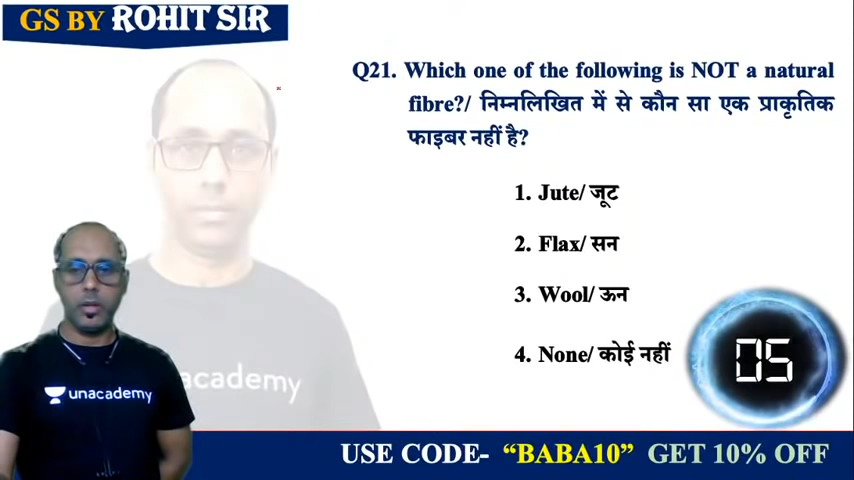 GS BY ROHIT SIR
Q21. Which one of the following is NOT a natural
fibre?/ निम्नलिखित में से कौन सा एक प्राकृतिक
फाइबर नहीं है?
1. Jute/ जूट
2. Flax/ सन
3. Wool/ ऊन
4. None/ कोई नहीं
05
unacademy
unacademy
USE CODE- “BABA10” GET 10% OFF